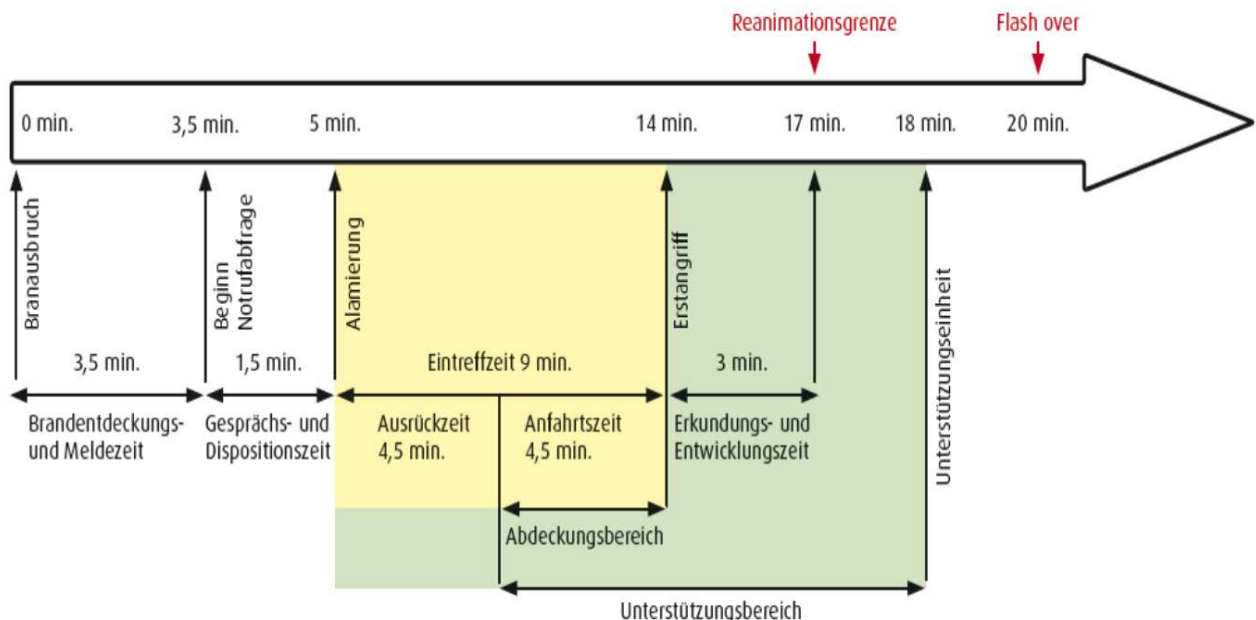 Reanimationsgrenze
Flash over
0 min.
3,5 min.
5 min.
14 min.
17 min.
18 min.
20 min.
Branausbruch
Beginn
Notrufabfrage
Alamierung
Erstangriff
Unterstützungseinheit
3,5 min.
1,5 min.
Eintreffzeit 9 min.
3 min.
Brandentdeckungs-
und Meldezeit
Gesprächs- und
Dispositionszeit
Ausrückzeit
4,5 min.
Anfahrtszeit
4,5 min.
Erkundungs- und
Entwicklungszeit
Abdeckungsbereich
Unterstützungsbereich